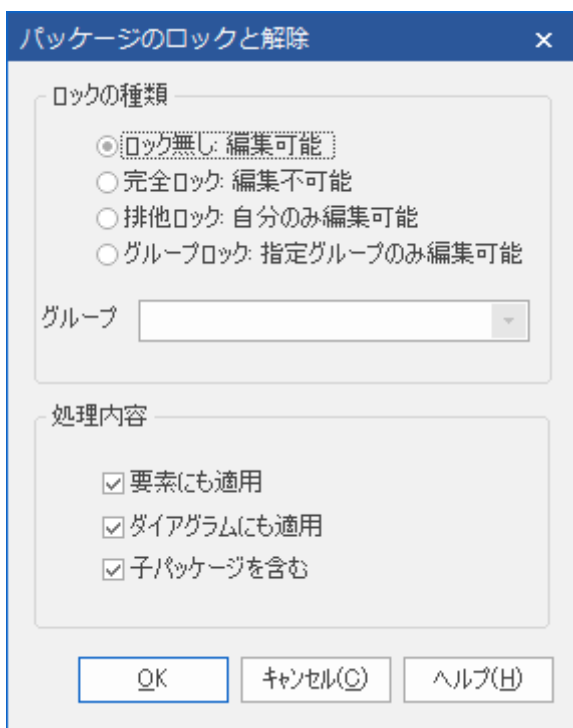 パッケージのロックと解除
ロックの種類
ロック無し: 編集可能
完全ロック: 編集不可能
排他ロック: 自分のみ編集可能
グループロック: 指定グループのみ編集可能
グループ
処理内容
要素にも適用
ダイアグラムにも適用
子パッケージを含む
OK キャンセル(C) ヘルプ(H)